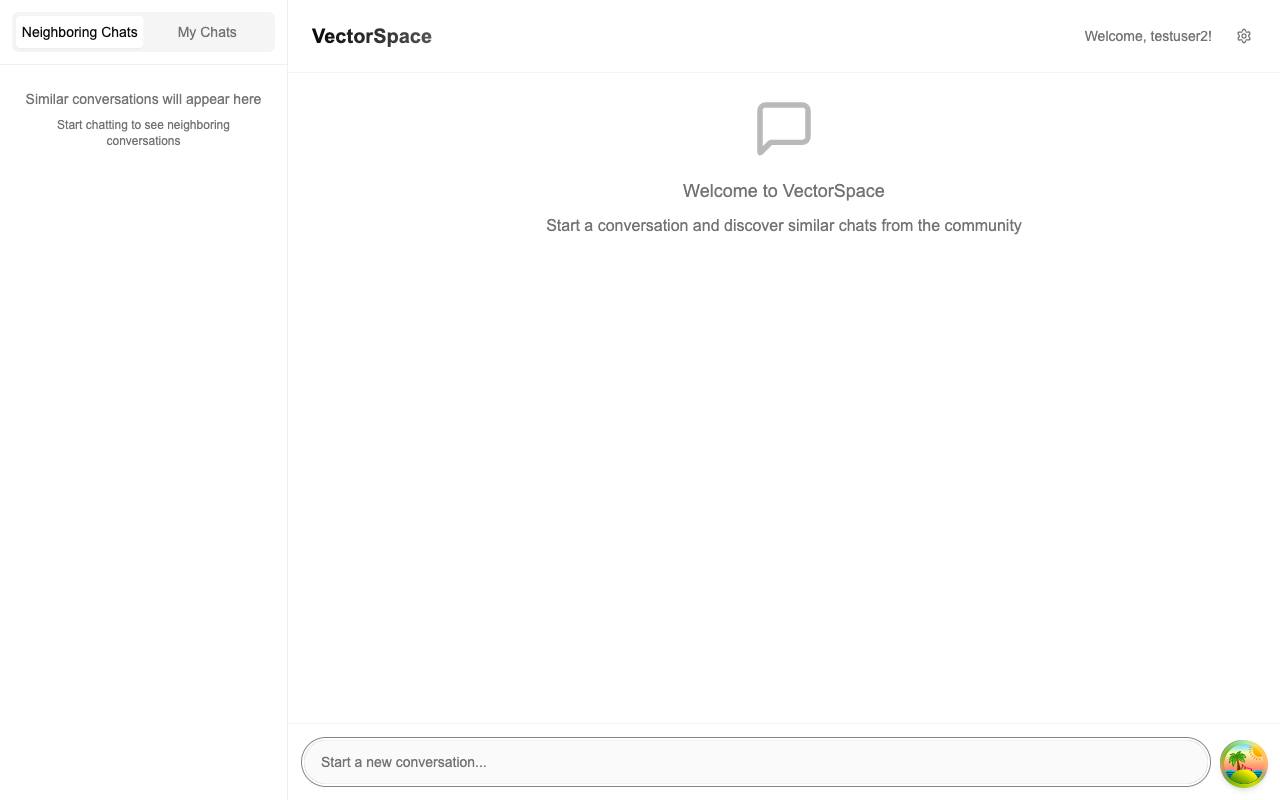 Neighboring Chats
My Chats
Similar conversations will appear here
Start chatting to see neighboring
conversations
VectorSpace
Welcome, testuser2!
Welcome to VectorSpace
Start a conversation and discover similar chats from the community
Start a new conversation...